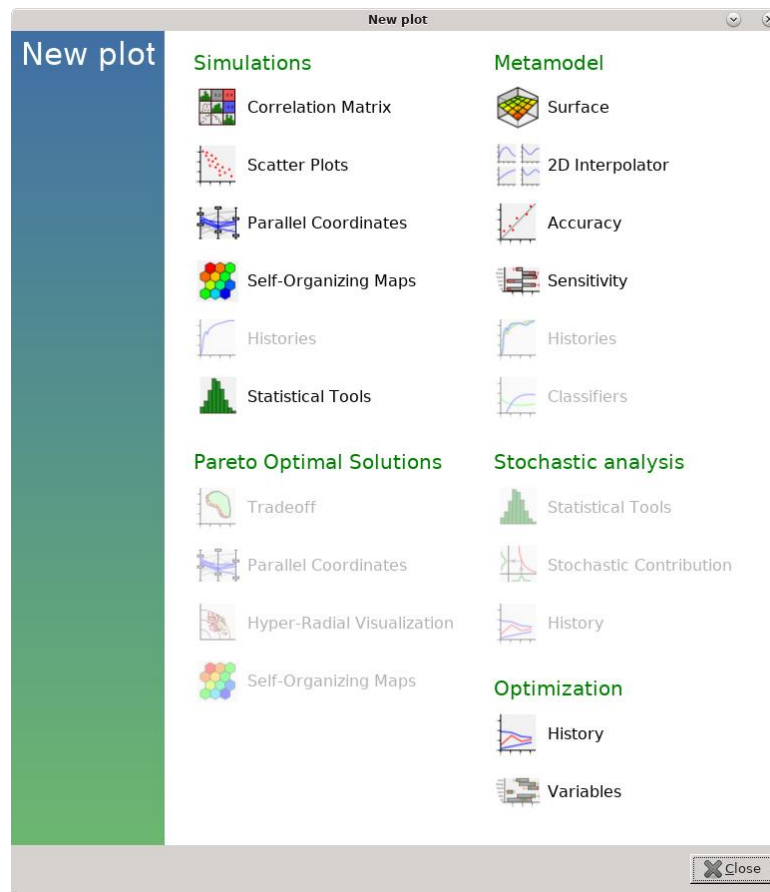 New plot
New plot
Simulations
Correlation Matrix
Scatter Plots
Parallel Coordinates
Self-Organizing Maps
Histories
Statistical Tools
Pareto Optimal Solutions
Tradeoff
Parallel Coordinates
Hyper-Radial Visualization
Self-Organizing Maps
Metamodel
Surface
2D Interpolator
Accuracy
Sensitivity
Histories
Classifiers
Stochastic analysis
Statistical Tools
Stochastic Contribution
History
Optimization
History
Variables
Close